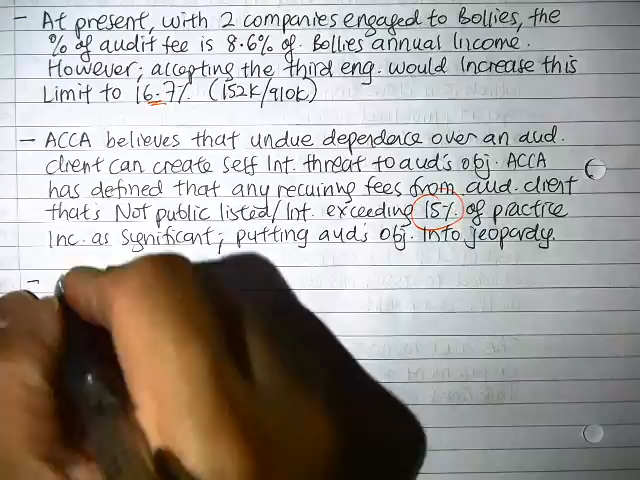 - At present, with 2 companies engaged to Bollies, the
% of audit fee is 8.6% of Bollies annual Income.
However; accepting the third eng. would Increase this
Limit to 16.7% (152K/910K)
- ACCA believes that undue dependence over an aud.
client can create Self Int. threat to aud's obj. ACCA
has defined that any recuring fees from aud. client
that's Not public listed/Int. exceeding 15% of practice
Inc. as significant; putting aud's obj. Into jeopardy.
-